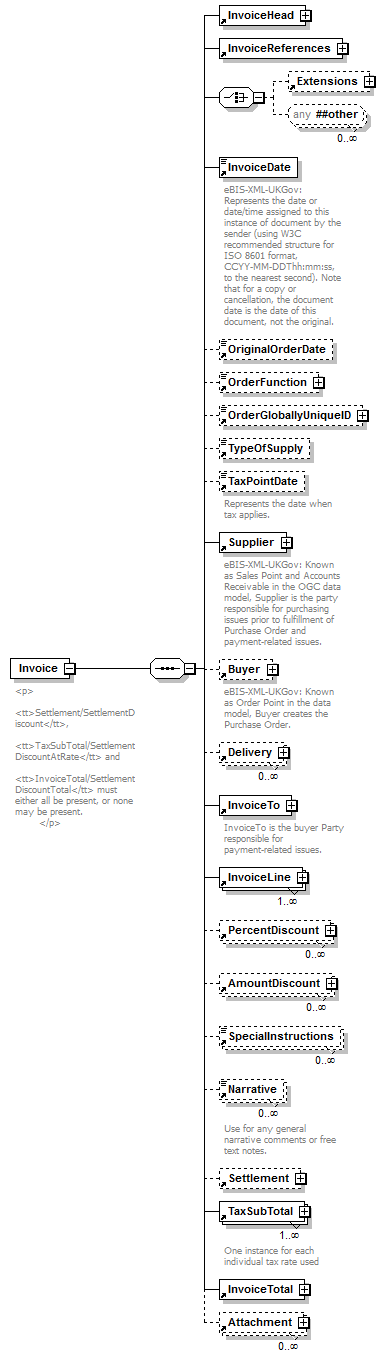 InvoiceHead
InvoiceReferences
Extensions
any ##other
0..∞
InvoiceDate
eBIS-XML-UKGov:
Represents the date or
date/time assigned to this
instance of document by the
sender (using W3C
recommended structure for
ISO 8601 format,
CCYY-MM-DDThh:mm:ss,
to the nearest second). Note
that for a copy or
cancellation, the document
date is the date of this
document, not the original.
OriginalOrderDate
OrderFunction
OrderGloballyUniqueID
TypeOfSupply
TaxPointDate
Represents the date when
tax applies.
Supplier
eBIS-XML-UKGov: Known
as Sales Point and Accounts
Receivable in the OGC data
model, Supplier is the party
responsible for purchasing
issues prior to fulfillment of
Purchase Order and
payment-related issues.
Invoice
<p>
<tt>Settlement/SettlementD
iscount</tt>,
<tt>TaxSubTotal/Settlement
DiscountAtRate</tt> and
<tt>InvoiceTotal/Settlement
DiscountTotal</tt> must
either all be present, or none
may be present.
</p>
Buyer
eBIS-XML-UKGov: Known
as Order Point in the data
model, Buyer creates the
Purchase Order.
Delivery
0..∞
InvoiceTo
InvoiceTo is the buyer Party
responsible for
payment-related issues.
InvoiceLine
1..∞
PercentDiscount
0..∞
AmountDiscount
0..∞
SpecialInstructions
0..∞
Narrative
0..∞
Use for any general
narrative comments or free
text notes.
Settlement
TaxSubTotal
1..∞
One instance for each
individual tax rate used
InvoiceTotal
Attachment
0..∞